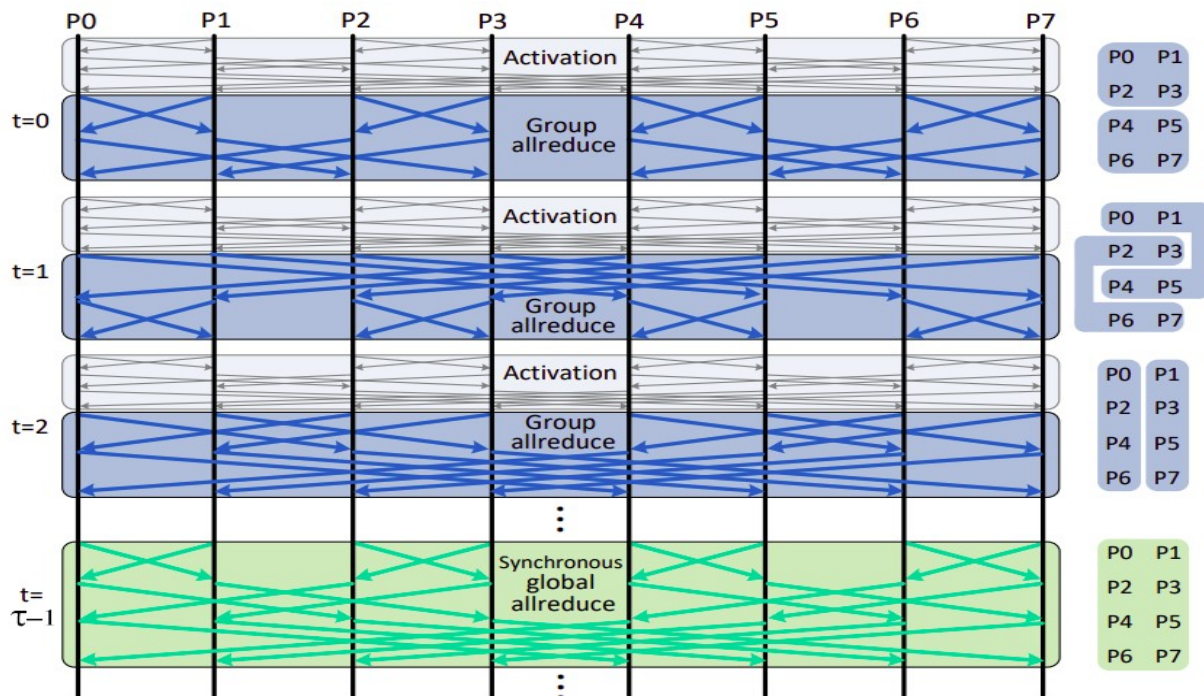 P0 P1 P2 P3 P4 P5 P6 P7
Activation
P0 P1
P2 P3
t=0
Group
allreduce
P4 P5
P6 P7
Activation
P0 P1
P2 P3
t=1
P4 P5
Group
allreduce
P6 P7
Activation
P0 P1
t=2
Group
allreduce
P2 P3
P4 P5
P6 P7
⋮
Synchronous
global
allreduce
t=
τ–1
P0 P1
P2 P3
P4 P5
P6 P7
⋮